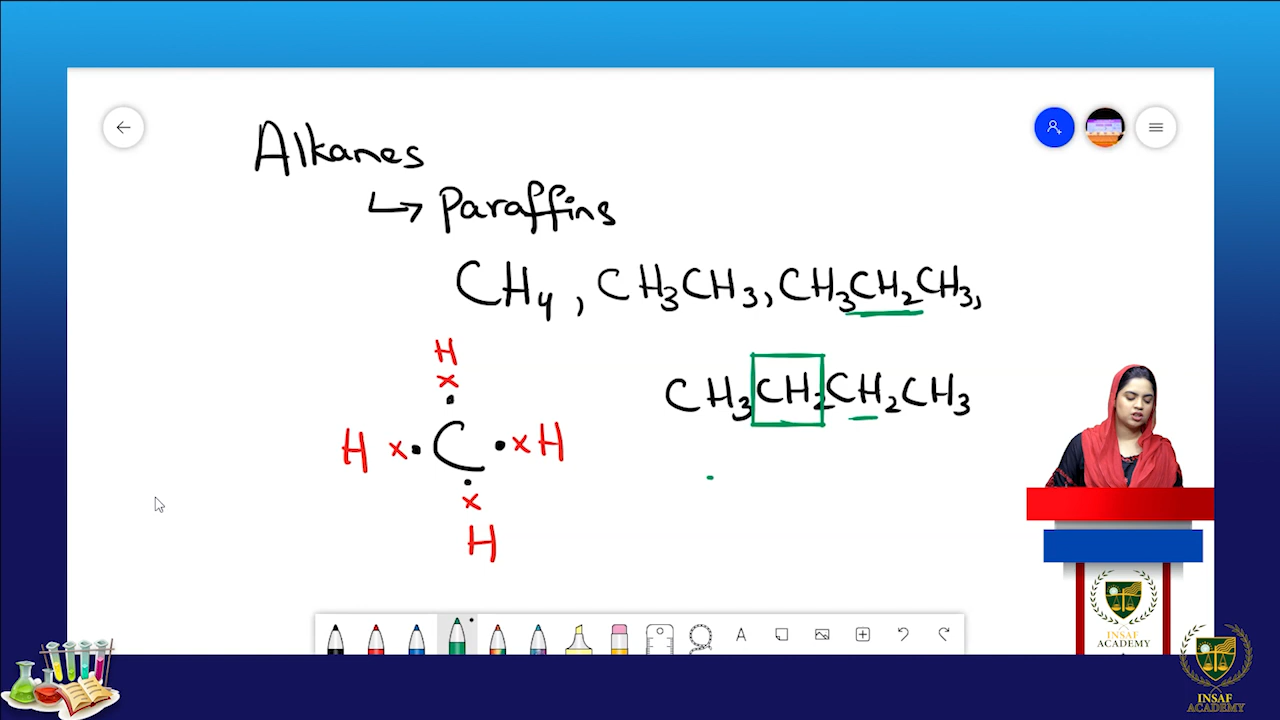 Alkanes
↳ Paraffins
CH4, CH3CH3, CH3CH2CH3,
CH3CH2CH2CH3
H
x
H x • C • x H
x
H
A
INSAF
ACADEMY
INSAF
ACADEMY